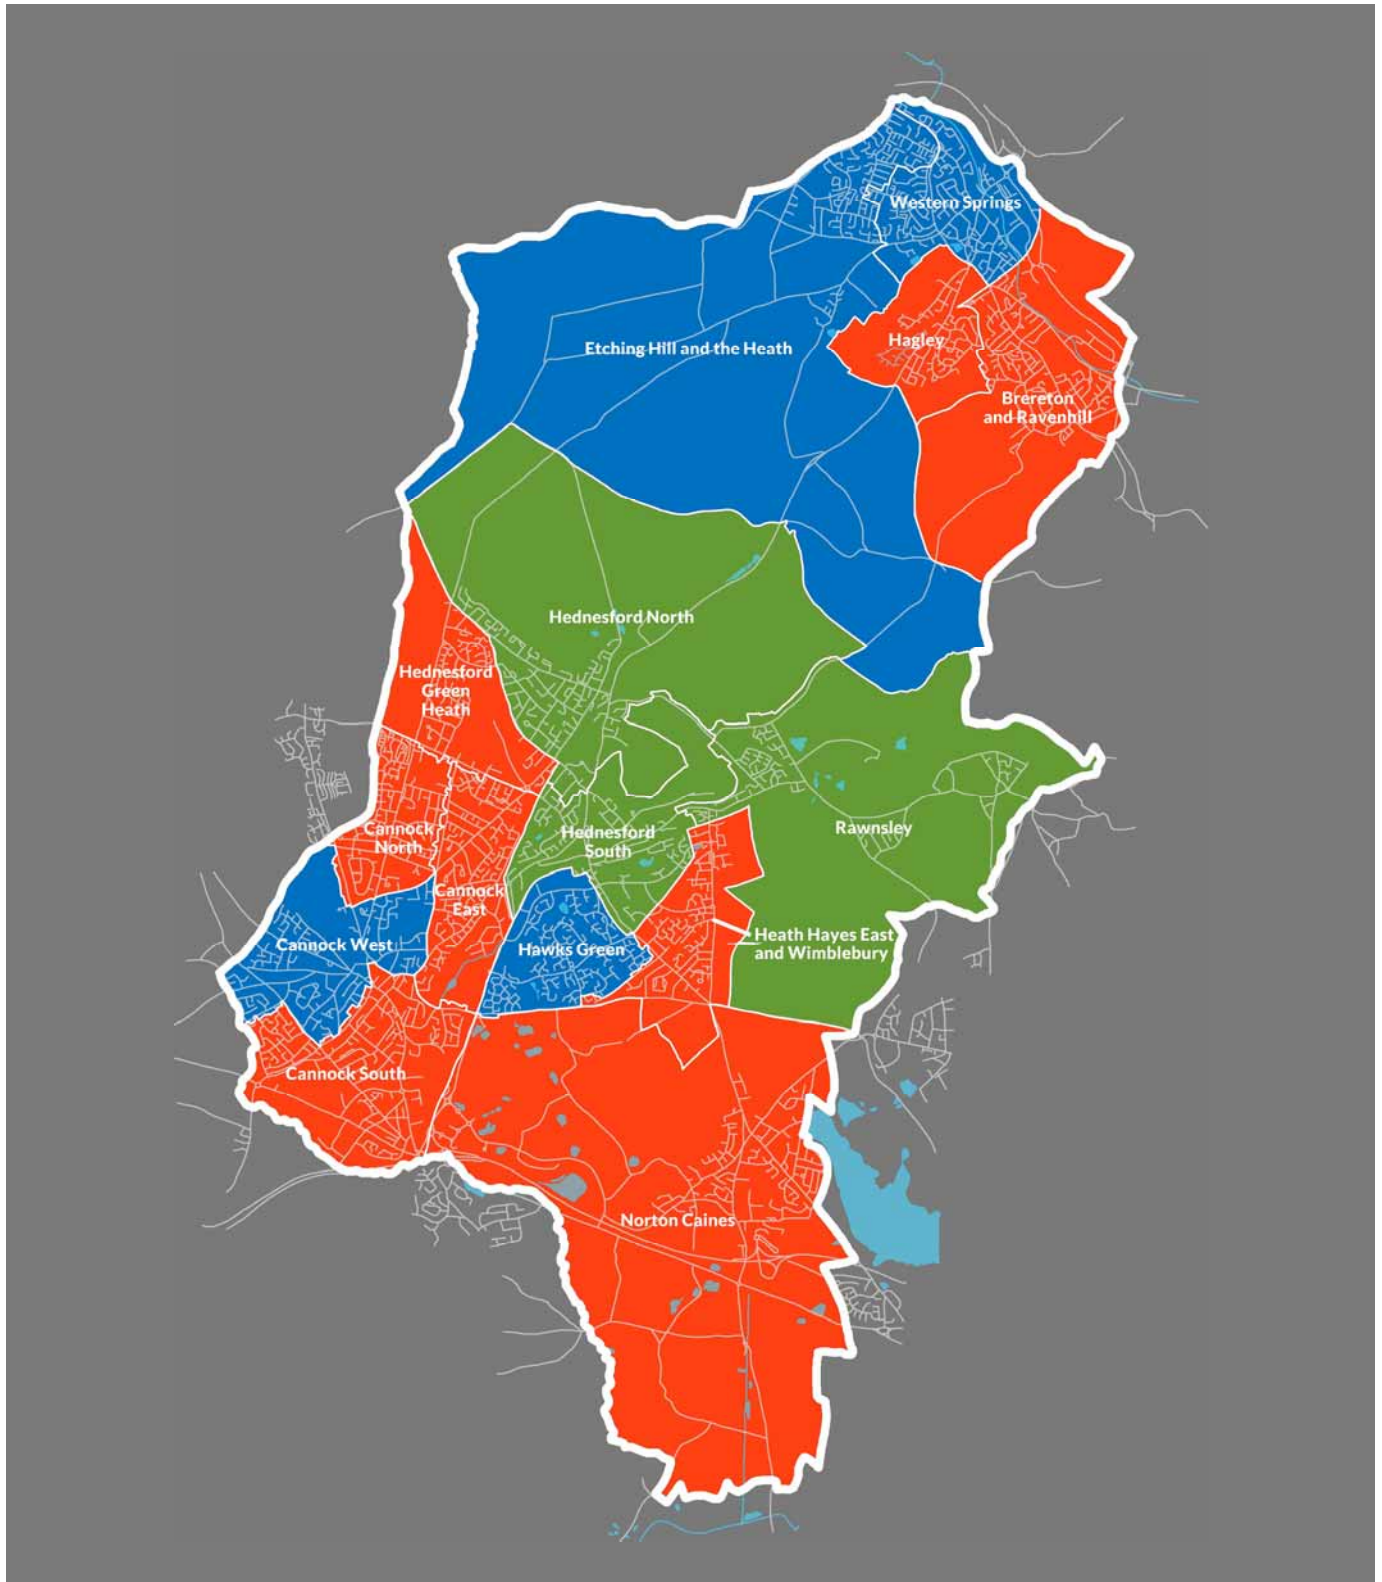 Western Springs
Etching Hill and the Heath
Hagley
Brereton
and Ravenhill
Hednesford North
Hednesford
Green
Heath
Cannock
North
Hednesford
South
Rawnsley
Cannock
East
Cannock West
Hawks Green
Heath Hayes East
and Wimblebury
Cannock South
Norton Caines